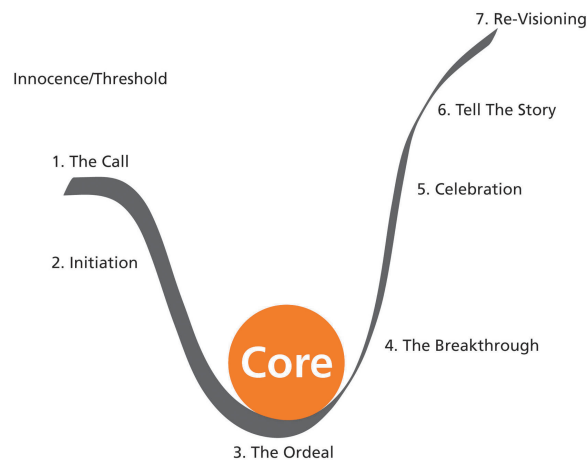 7. Re-Visioning
Innocence/Threshold
6. Tell The Story
1. The Call
5. Celebration
2. Initiation
4. The Breakthrough
Core
3. The Ordeal